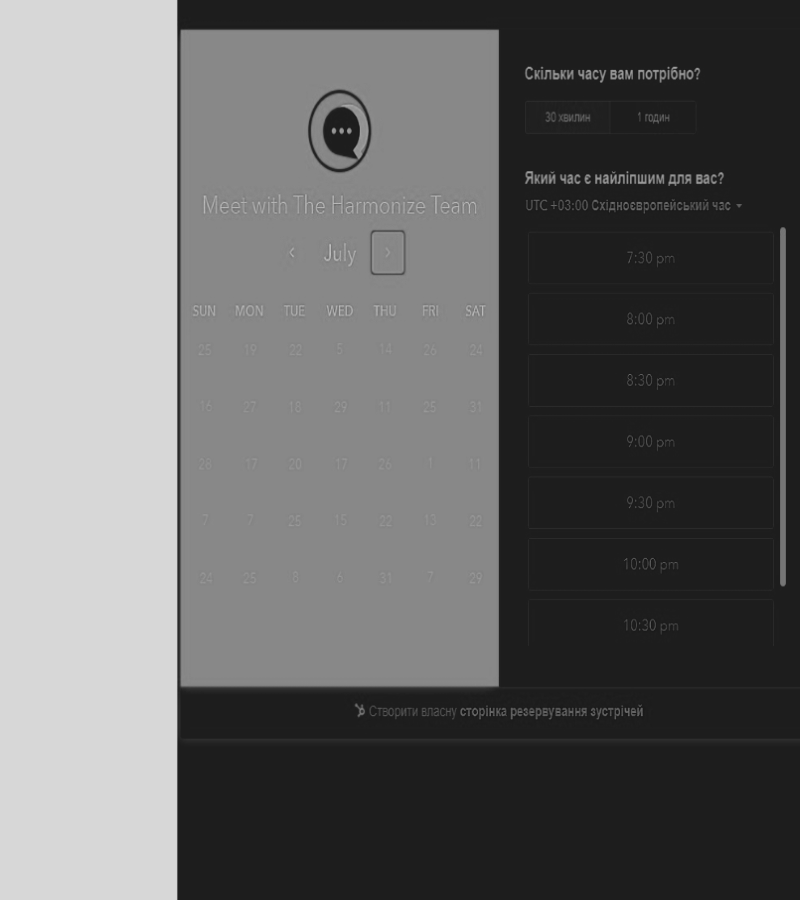 Meet with The Harmonize Team
July
SUN MON TUE WED THU FRI SAT
25 19 22 5 14 26 24
16 27 18 29 11 25 31
28 17 20 17 26 1 11
7 7 25 15 22 13 22
24 25 8 6 31 7 29
Скільки часу вам потрібно?
30 хвилин 1 годин
Який час є найліпшим для вас?
UTC +03:00 Східноєвропейський час
7:30 pm
8:00 pm
8:30 pm
9:00 pm
9:30 pm
10:00 pm
10:30 pm
Створити власну сторінка резервування зустрічей